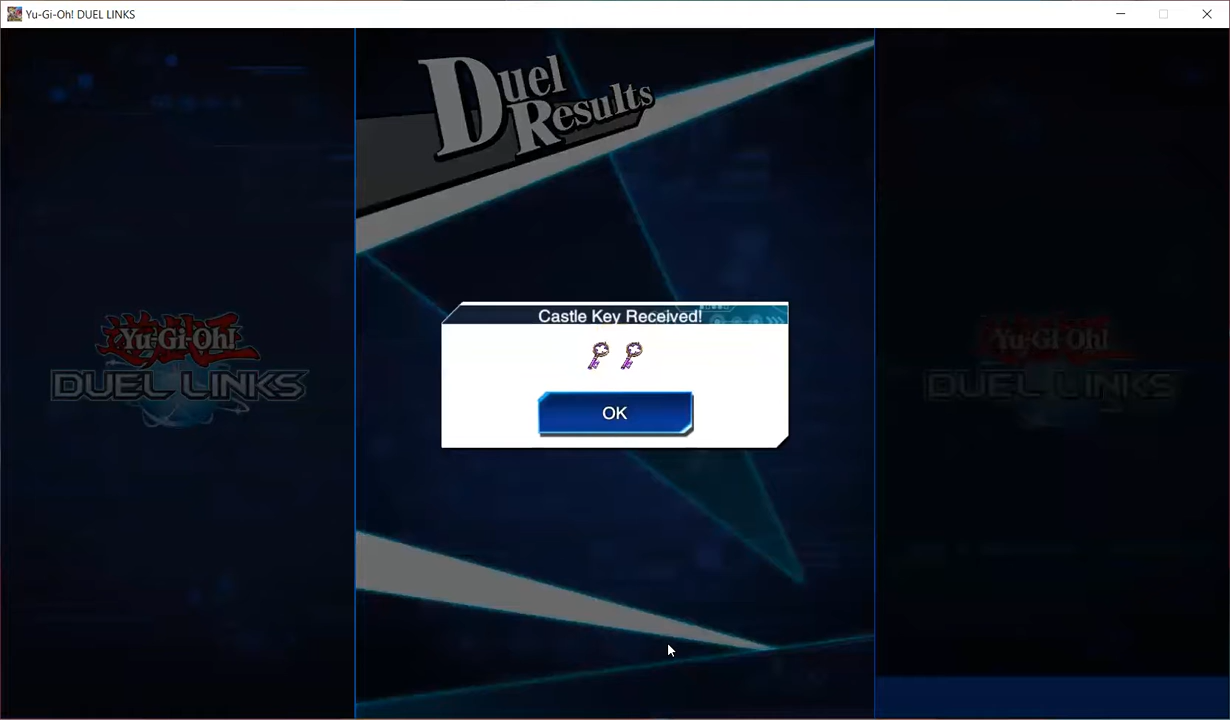 Yu-Gi-Oh! DUEL LINKS
Duel
Results
Castle Key Received!
OK
Yu-Gi-Oh!
DUEL LINKS
Yu-Gi-Oh!
DUEL LINKS